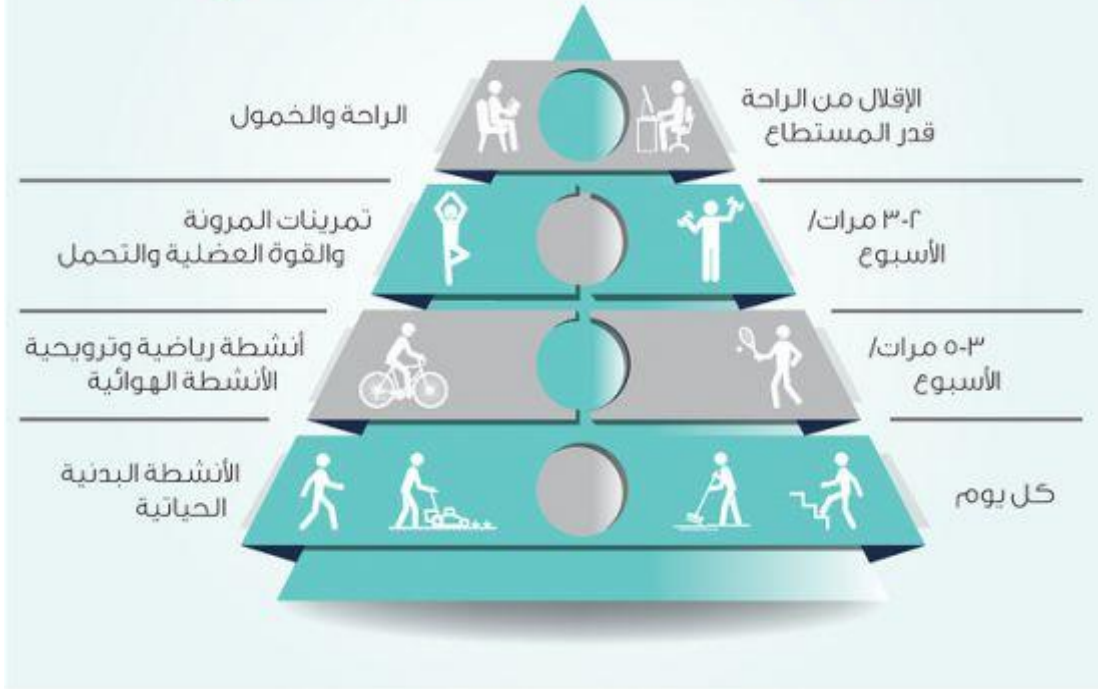 الإقلال من الراحة
قدر المستطاع
الراحة والخمول
٢-٣ مرات/
الأسبوع
تمرينات المرونة
والقوة العضلية والتحمل
٣-٥ مرات/
الأسبوع
أنشطة رياضية وترويحية
الأنشطة الهوائية
كل يوم
الأنشطة البدنية
الحياتية